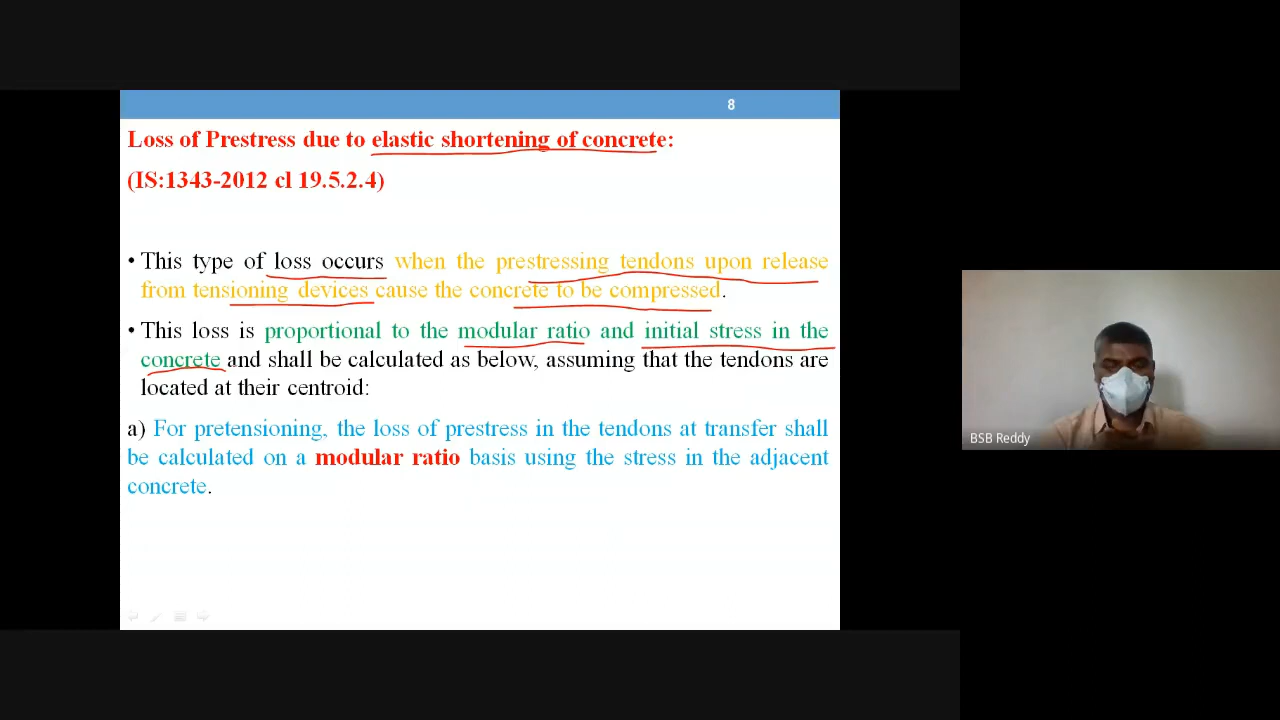 8
Loss of Prestress due to elastic shortening of concrete:
(IS:1343-2012 cl 19.5.2.4)
• This type of loss occurs when the prestressing tendons upon release
from tensioning devices cause the concrete to be compressed.
• This loss is proportional to the modular ratio and initial stress in the
concrete and shall be calculated as below, assuming that the tendons are
located at their centroid:
a) For pretensioning, the loss of prestress in the tendons at transfer shall
be calculated on a modular ratio basis using the stress in the adjacent
concrete.
BSB Reddy